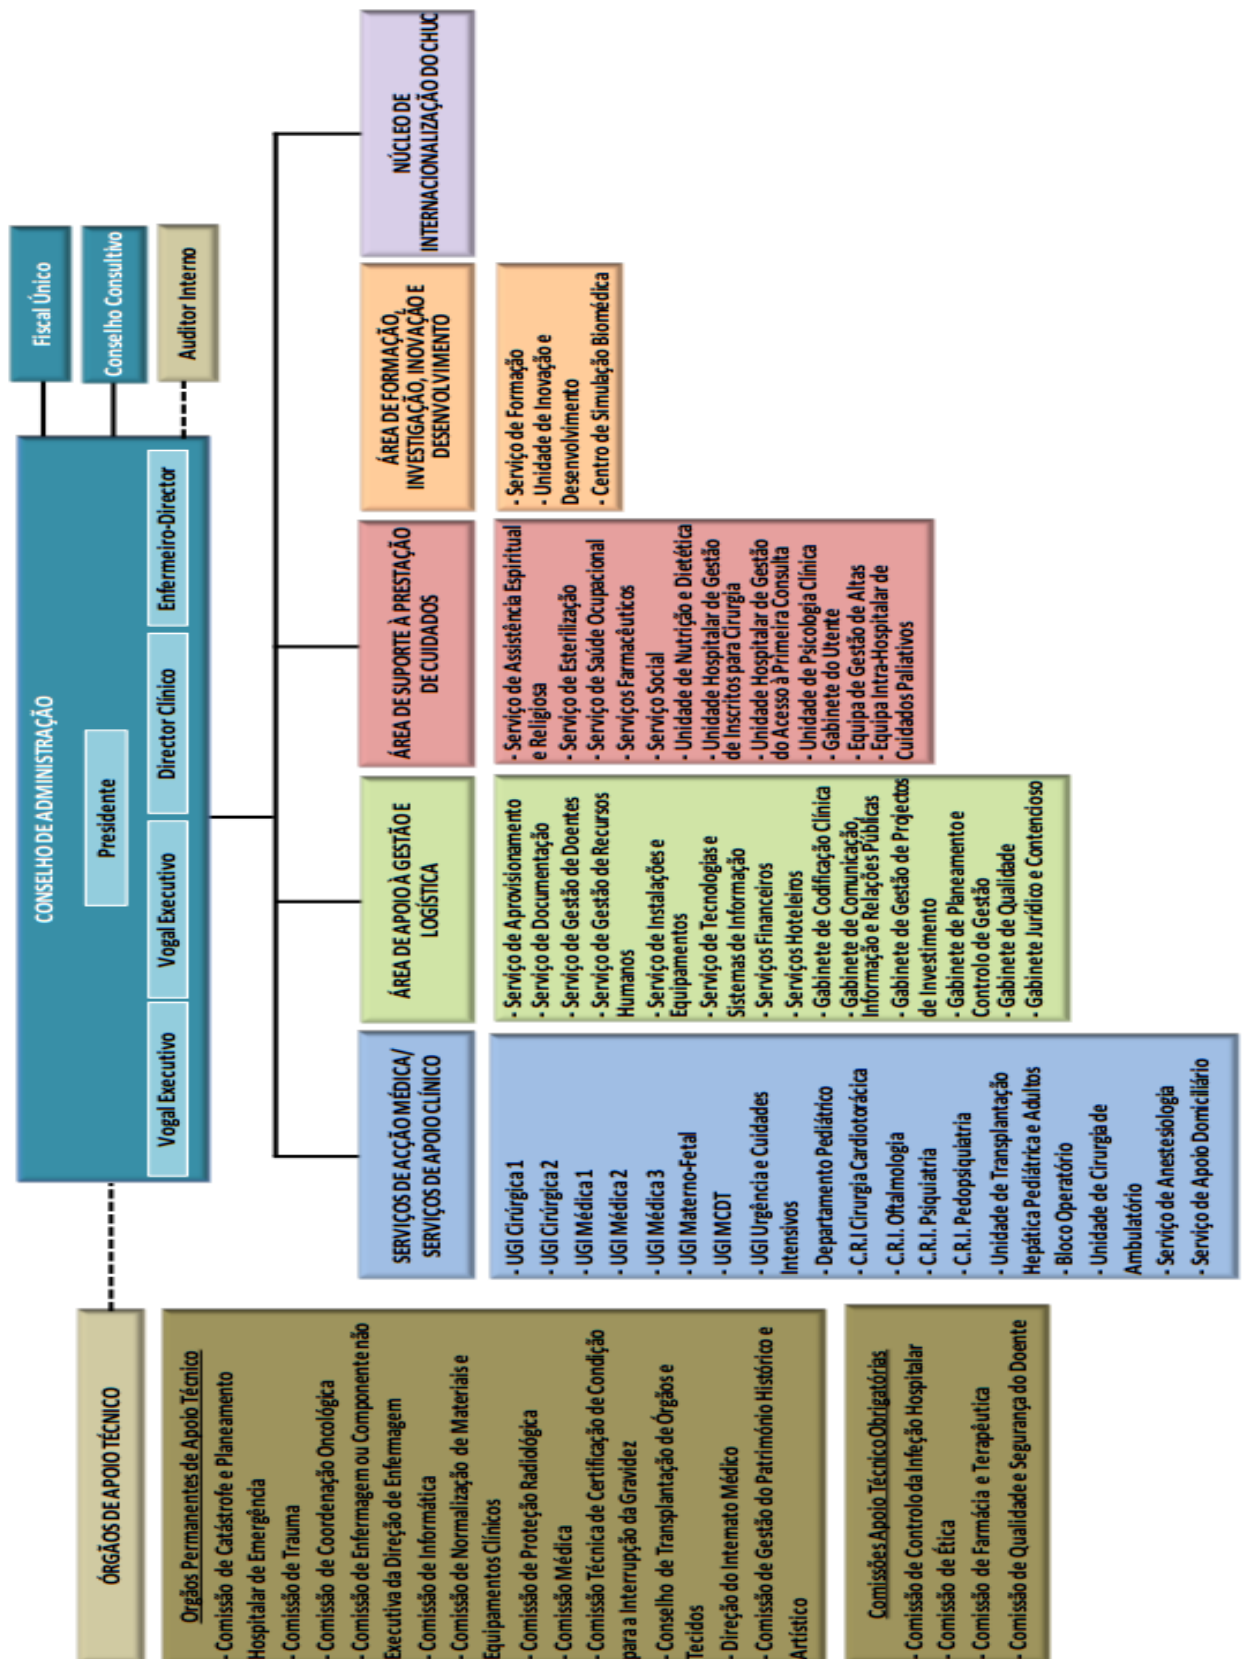 CONSELHO DE ADMINISTRAÇÃO
Presidente
Vogal Executivo
Vogal Executivo
Director Clínico
Enfermeiro-Director
Fiscal Único
Conselho Consultivo
Auditor Interno
ÓRGÃOS DE APOIO TÉCNICO
Orgãos Permanentes de Apoio Técnico
- Comissão de Catástrofe e Planeamento
Hospitalar de Emergência
- Comissão de Trauma
- Comissão de Coordenação Oncológica
- Comissão de Enfermagem ou Componente não
Executiva da Direção de Enfermagem
- Comissão de Informática
- Comissão de Normalização de Materiais e
Equipamentos Clínicos
- Comissão de Proteção Radiológica
- Comissão Médica
- Comissão Técnica de Certificação de Condição
para a Interrupção da Gravidez
- Conselho de Transplantação de Órgãos e
Tecidos
- Direção do Internato Médico
- Comissão de Gestão do Património Histórico e
Artístico
Comissões Apoio Técnico Obrigatórias
- Comissão de Controlo da Infeção Hospitalar
- Comissão de Ética
- Comissão de Farmácia e Terapêutica
- Comissão de Qualidade e Segurança do Doente
SERVIÇOS DE ACÇÃO MÉDICA/
SERVIÇOS DE APOIO CLÍNICO
- UGI Cirúrgica 1
- UGI Cirúrgica 2
- UGI Médica 1
- UGI Médica 2
- UGI Médica 3
- UGI Materno-Fetal
- UGI MCDT
- UGI Urgência e Cuidades
Intensivos
- Departamento Pediátrico
- C.R.I Cirurgia Cardiotorácica
- C.R.I. Oftalmologia
- C.R.I. Psiquiatria
- C.R.I. Pedopsiquiatria
- Unidade de Transplantação
Hepática Pediátrica e Adultos
- Bloco Operatório
- Unidade de Cirurgia de
Ambulatório
- Serviço de Anestesiologia
- Serviço de Apoio Domiciliário
ÁREA DE APOIO À GESTÃO E
LOGÍSTICA
- Serviço de Aprovisionamento
- Serviço de Documentação
- Serviço de Gestão de Doentes
- Serviço de Gestão de Recursos
Humanos
- Serviço de Instalações e
Equipamentos
- Serviço de Tecnologias e
Sistemas de Informação
- Serviços Financeiros
- Serviços Hoteleiros
- Gabinete de Codificação Clínica
- Gabinete de Comunicação,
Informação e Relações Públicas
- Gabinete de Gestão de Projectos
de Investimento
- Gabinete de Planeamento e
Controlo de Gestão
- Gabinete de Qualidade
- Gabinete Jurídico e Contencioso
ÁREA DE SUPORTE À PRESTAÇÃO
DE CUIDADOS
- Serviço de Assistência Espiritual
e Religiosa
- Serviço de Esterilização
- Serviço de Saúde Ocupacional
- Serviços Farmacêuticos
- Serviço Social
- Unidade de Nutrição e Dietética
- Unidade Hospitalar de Gestão
de Inscritos para Cirurgia
- Unidade Hospitalar de Gestão
do Acesso à Primeira Consulta
- Unidade de Psicologia Clínica
- Gabinete do Utente
- Equipa de Gestão de Altas
- Equipa Intra-Hospitalar de
Cuidados Paliativos
ÁREA DE FORMAÇÃO,
INVESTIGAÇÃO, INOVAÇÃO E
DESENVOLVIMENTO
- Serviço de Formação
- Unidade de Inovação e
Desenvolvimento
- Centro de Simulação Biomédica
NÚCLEO DE
INTERNACIONALIZAÇÃO DO CHUC